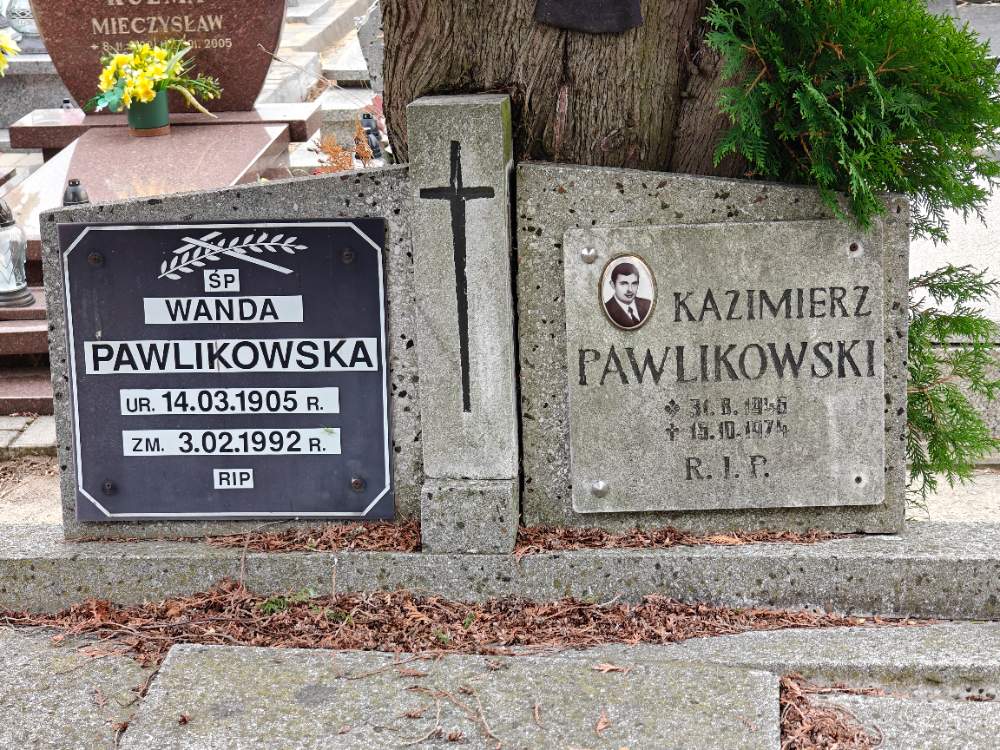 MIECZYSŁAW
2005
ŚP
WANDA
PAWLIKOWSKA
UR. 14.03.1905 R.
ZM. 3.02.1992 R.
RIP
KAZIMIERZ
PAWLIKOWSKI
15.10.1974
R. I. P.